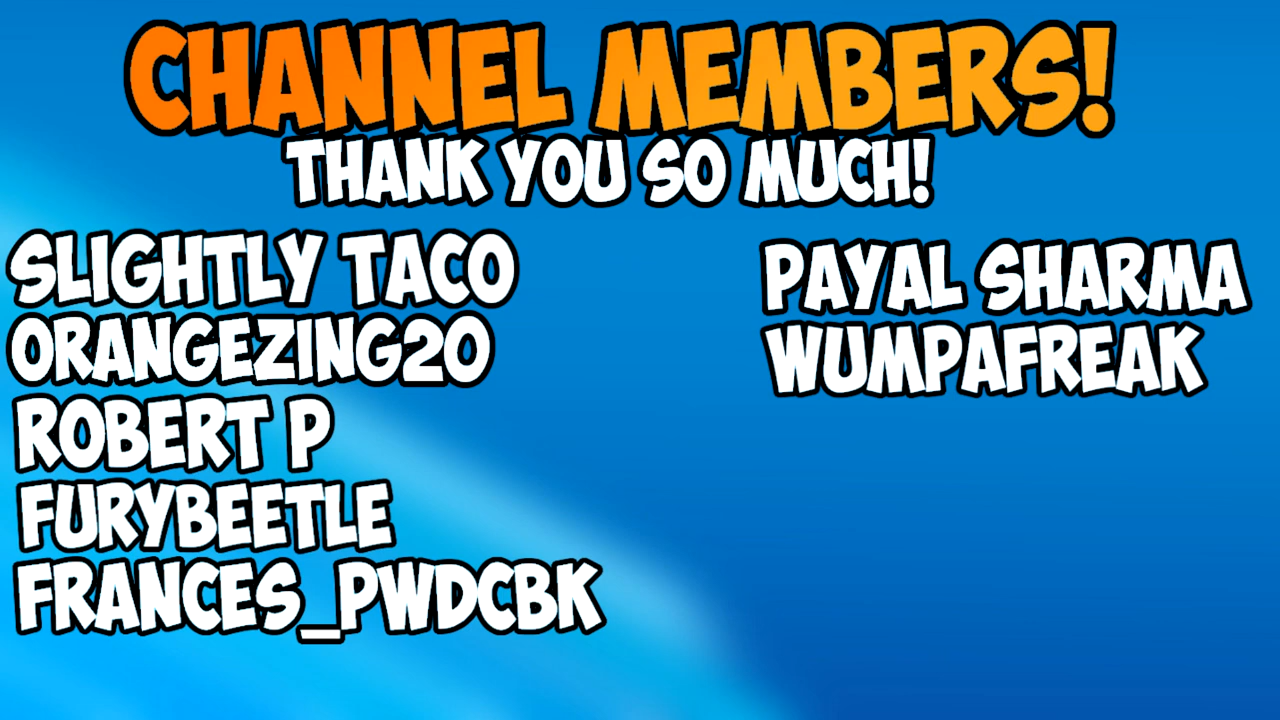 CHANNEL MEMBERS!
THANK YOU SO MUCH!
SLIGHTLY TACO
ORANGEZING20
ROBERT P
FURYBEETLE
FRANCES_PWDCBK
PAYAL SHARMA
WUMPAFREAK